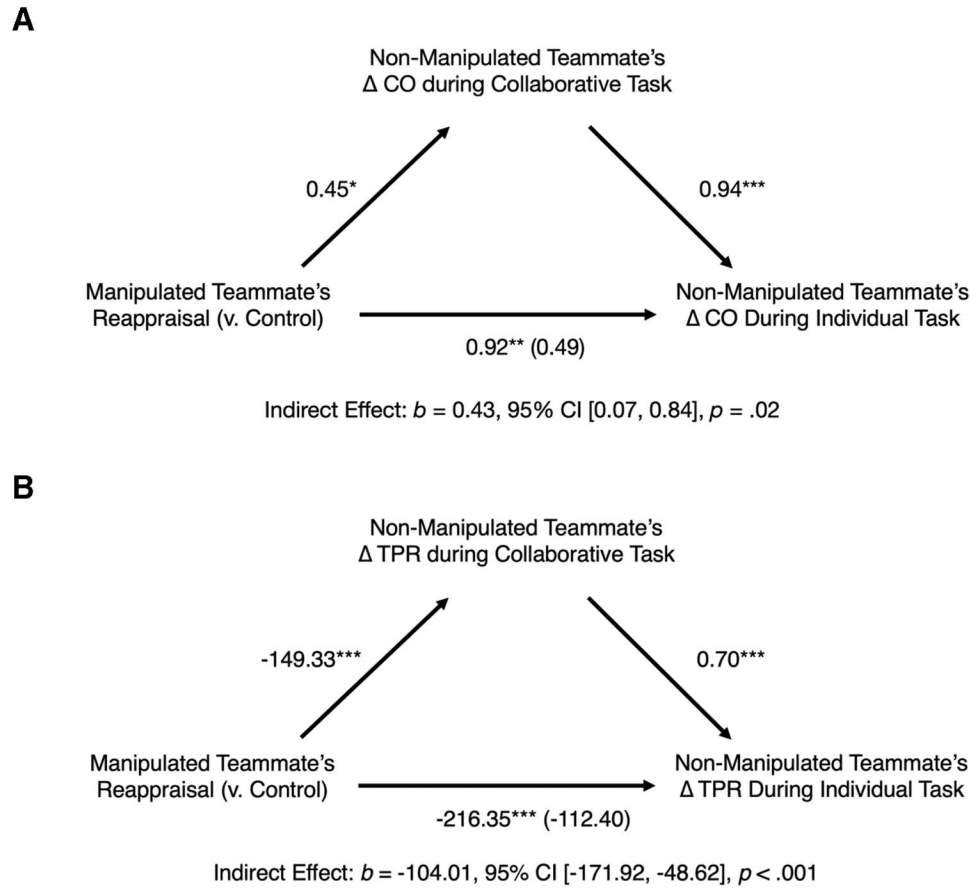 A
Non-Manipulated Teammate's
Δ CO during Collaborative Task
0.45*
0.94***
Manipulated Teammate's
Reappraisal (v. Control)
Non-Manipulated Teammate's
Δ CO During Individual Task
0.92** (0.49)
Indirect Effect: b = 0.43, 95% CI [0.07, 0.84], p = .02
B
Non-Manipulated Teammate's
Δ TPR during Collaborative Task
-149.33***
0.70***
Manipulated Teammate's
Reappraisal (v. Control)
Non-Manipulated Teammate's
Δ TPR During Individual Task
-216.35*** (-112.40)
Indirect Effect: b = -104.01, 95% CI [-171.92, -48.62], p < .001